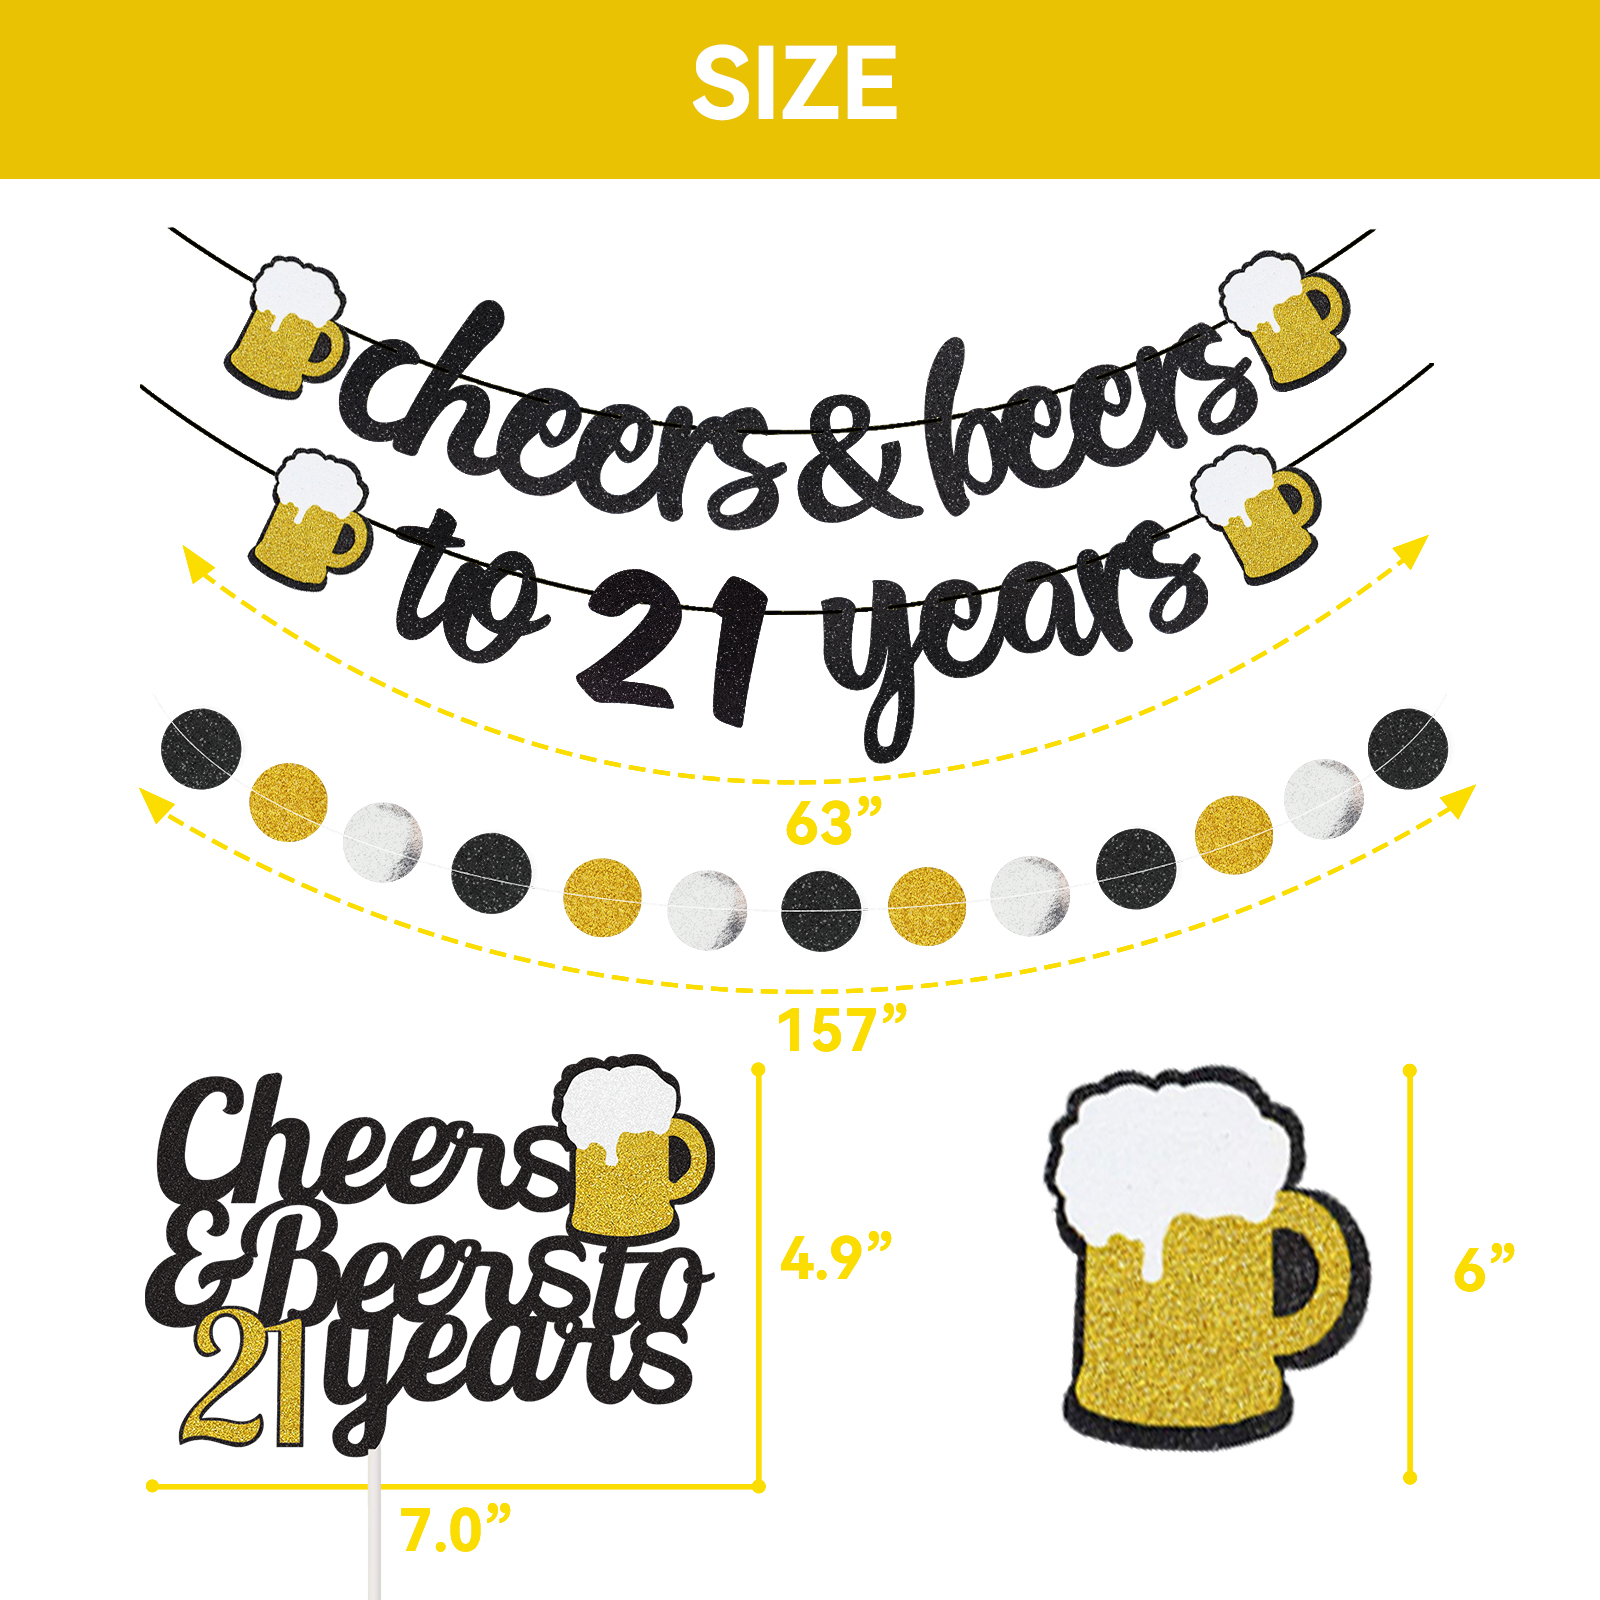 SIZE
cheers & beers
to 21 years
63”
157”
Cheers
& Beers to
21 years
4.9”
7.0”
6”